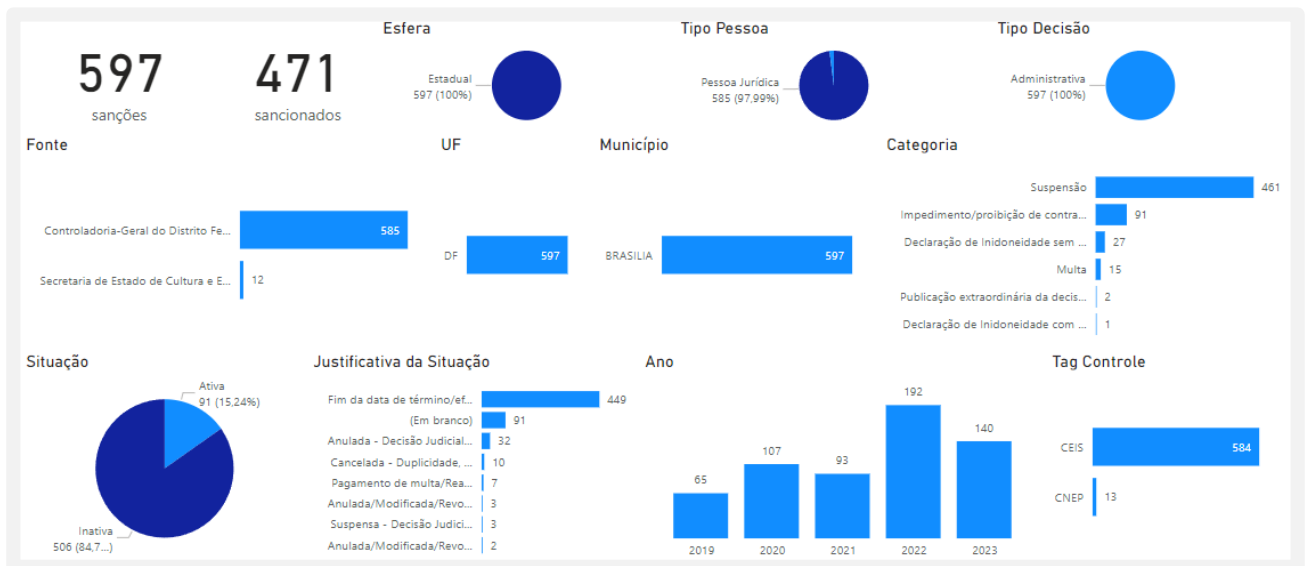 597
sanções
471
sancionados
Esfera
Estadual
597 (100%)
Tipo Pessoa
Pessoa Jurídica
585 (97,99%)
Tipo Decisão
Administrativa
597 (100%)
Fonte
Controladoria-Geral do Distrito Fe... 585
Secretaria de Estado de Cultura e E... 12
UF
DF 597
Município
BRASILIA 597
Categoria
Suspensão 461
Impedimento/proibição de contra... 91
Declaração de Inidoneidade sem ... 27
Multa 15
Publicação extraordinária da decis... 2
Declaração de Inidoneidade com ... 1
Situação
Ativa
91 (15,24%)
Inativa
506 (84,7...)
Justificativa da Situação
Fim da data de término/ef... 449
(Em branco) 91
Anulada - Decisão Judicial... 32
Cancelada - Duplicidade, ... 10
Pagamento de multa/Rea... 7
Anulada/Modificada/Revo... 3
Suspensa - Decisão Judici... 3
Anulada/Modificada/Revo... 2
Ano
65 107 93 192 140
2019 2020 2021 2022 2023
Tag Controle
CEIS 584
CNEP 13